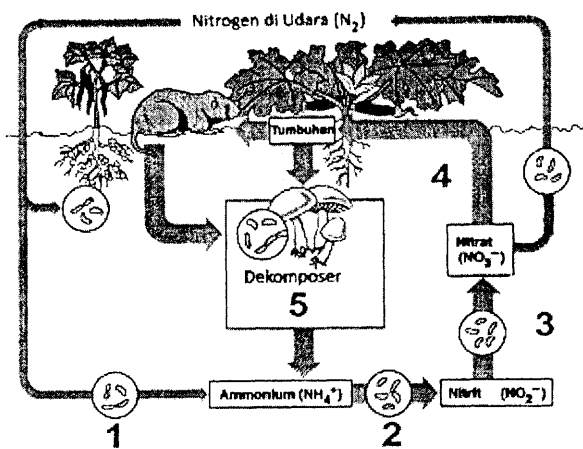 Nitrogen di Udara (N₂)
Tumbuhan
4
Dekomposer
5
Nitrat
(NO₃⁻)
3
Ammonium (NH₄⁺)
Nitrit (NO₂⁻)
1
2